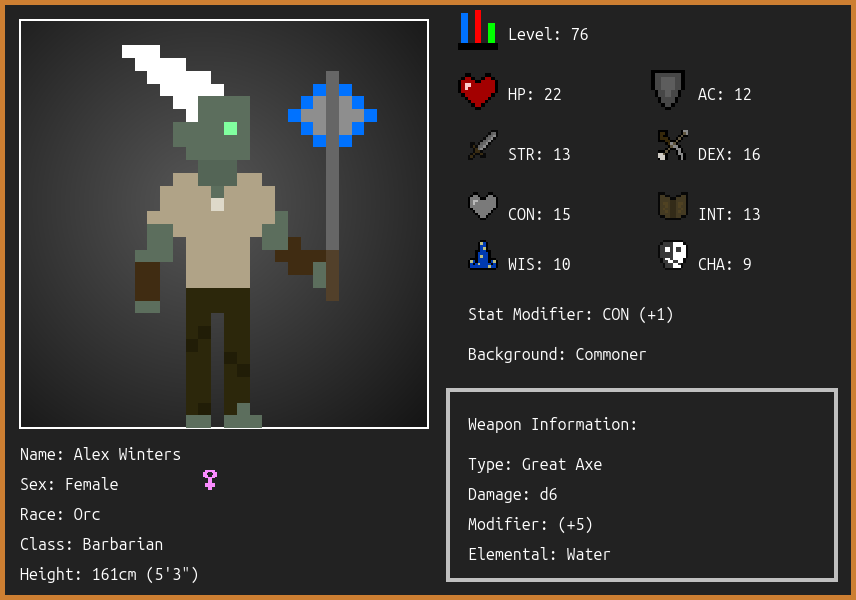 Level: 76
HP: 22
AC: 12
STR: 13
DEX: 16
CON: 15
INT: 13
WIS: 10
CHA: 9
Stat Modifier: CON (+1)
Background: Commoner
Weapon Information:
Type: Great Axe
Damage: d6
Modifier: (+5)
Elemental: Water
Name: Alex Winters
Sex: Female
Race: Orc
Class: Barbarian
Height: 161cm (5'3")